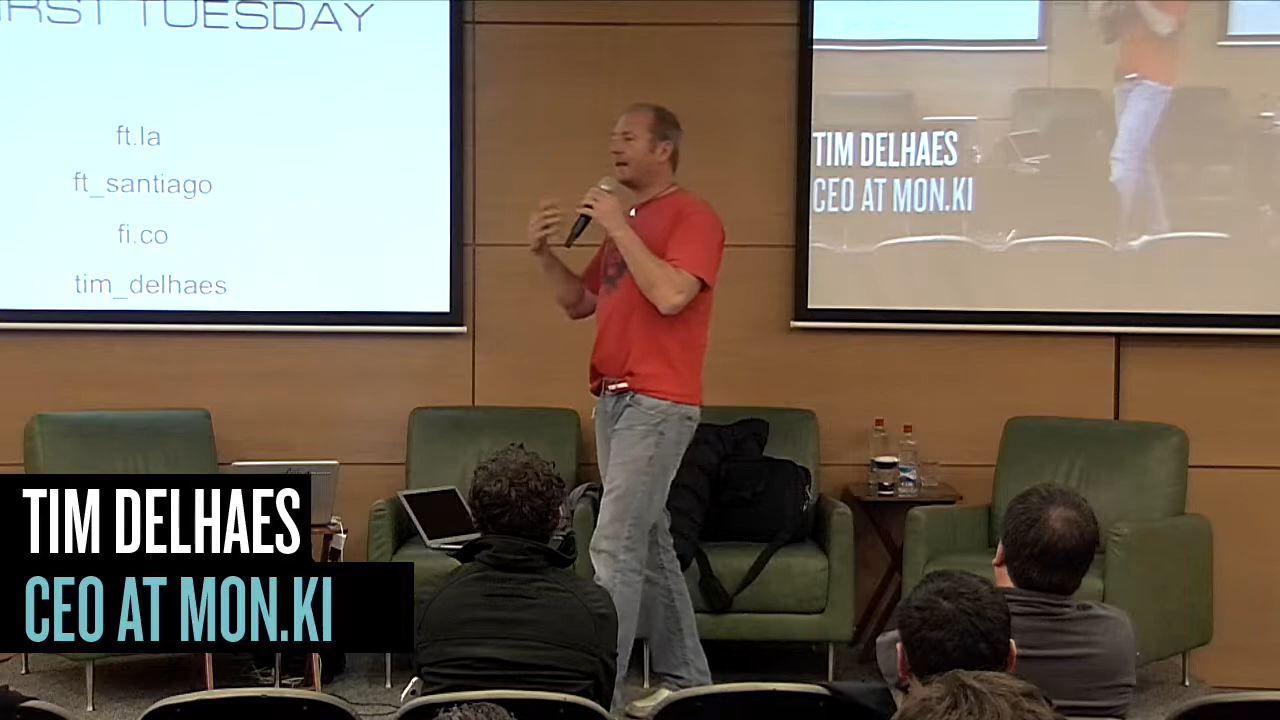 FIRST TUESDAY
ft.la
ft_santiago
fi.co
tim_delhaes
TIM DELHAES
CEO AT MON.KI
TIM DELHAES
CEO AT MON.KI